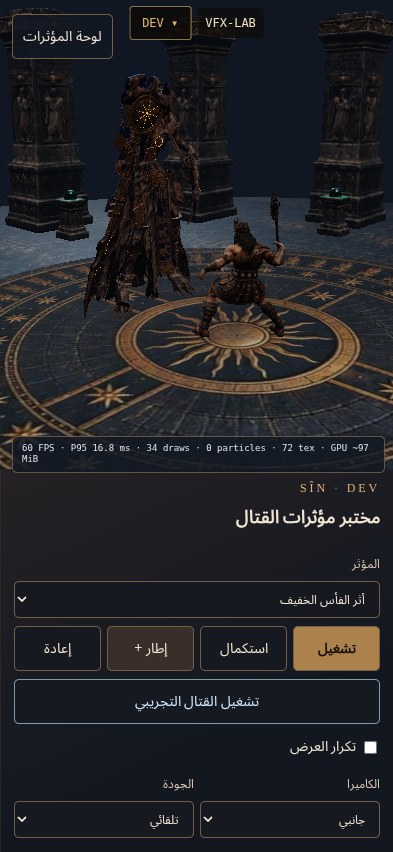 لوحة المؤثرات
DEV ▾
VFX-LAB
60 FPS · P95 16.8 ms · 34 draws · 0 particles · 72 tex · GPU ~97
MiB
SÎN · DEV
مختبر مؤثرات القتال
المؤثر
أثر الفأس الخفيف
تشغيل
استكمال
إطار +
إعادة
تشغيل القتال التجريبي
تكرار العرض
الكاميرا
الجودة
جانبي
تلقائي